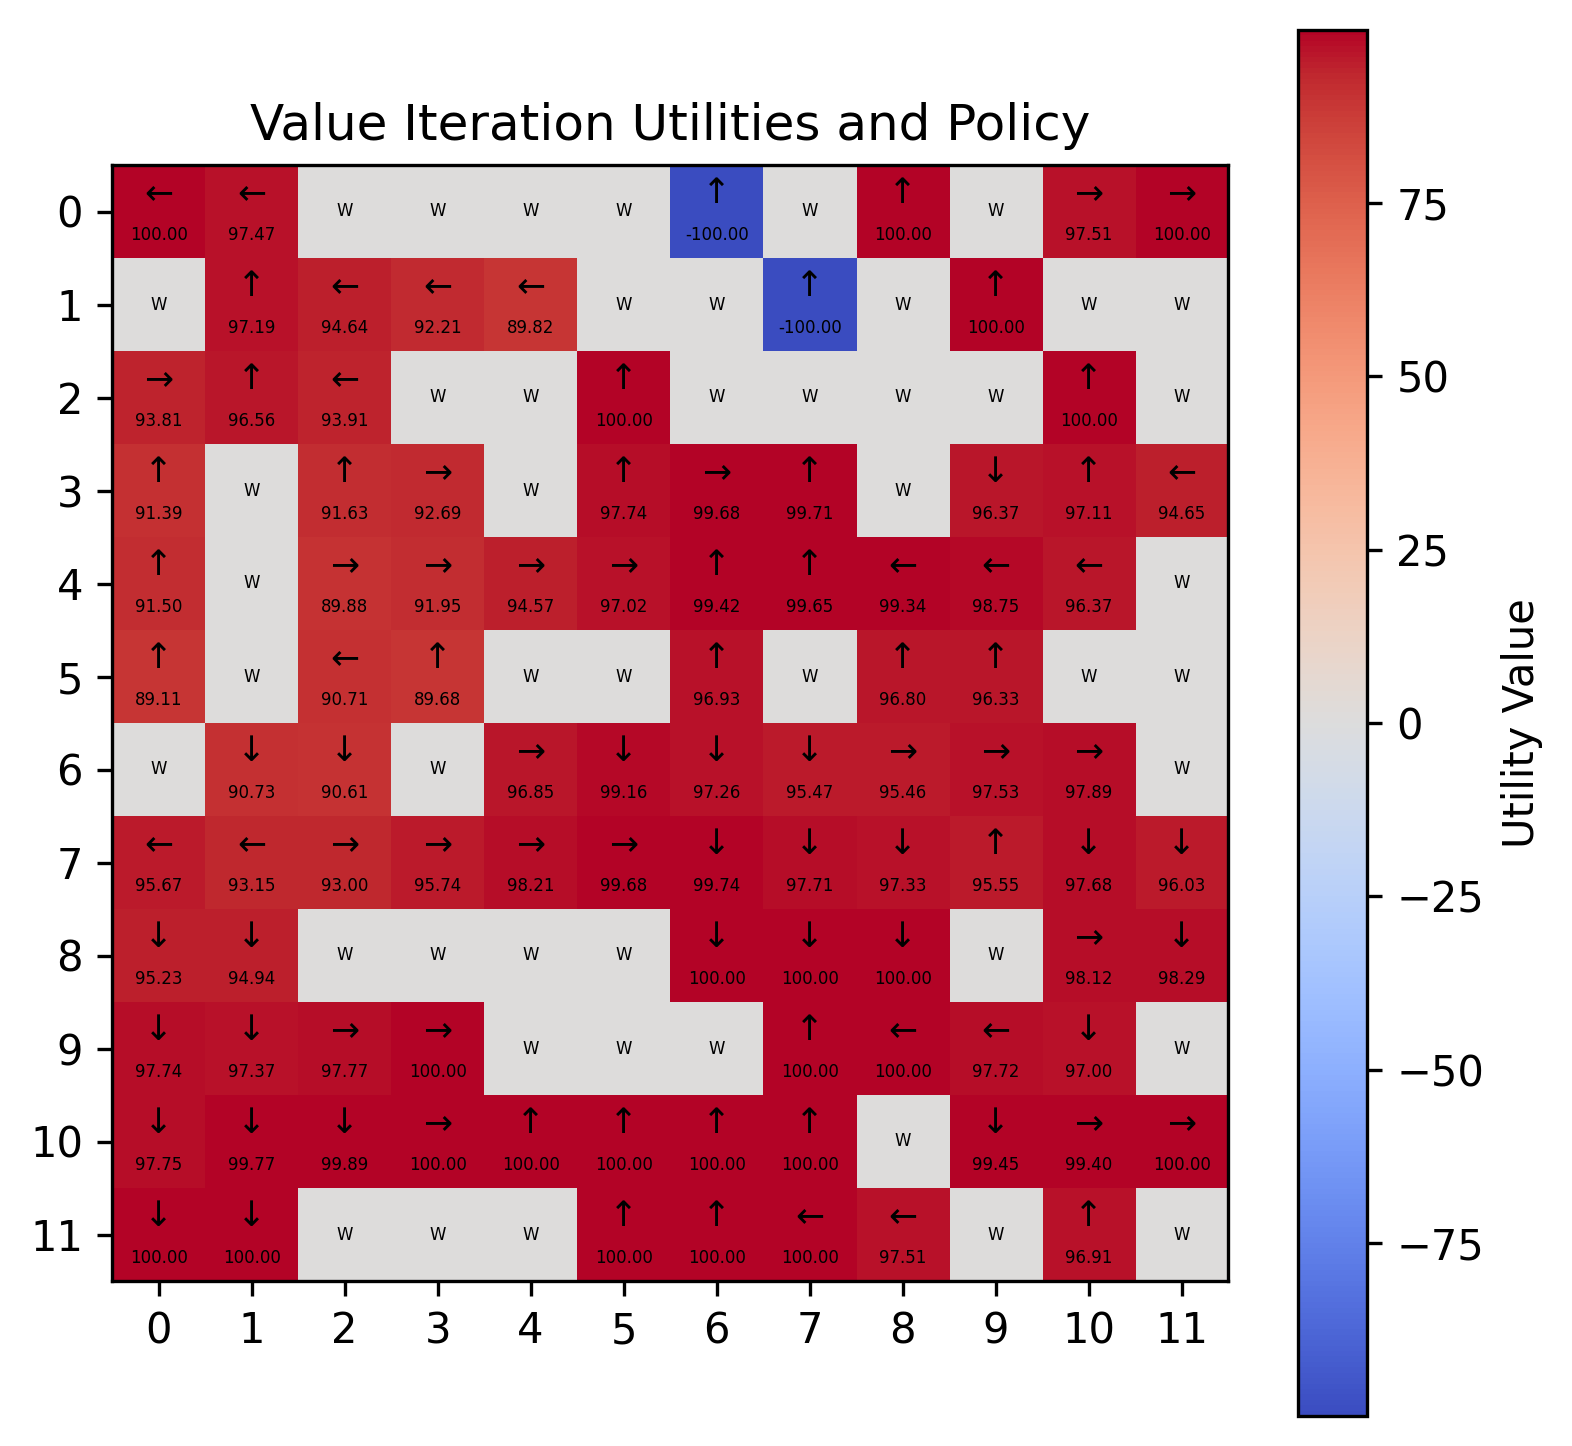 Value Iteration Utilities and Policy
0 ← ← W W W W ↑ W ↑ W → →
100.00 97.47 -100.00 100.00 97.51 100.00
1 W ↑ ← ← ← W W ↑ W ↑ W W
97.19 94.64 92.21 89.82 -100.00 100.00
2 → ↑ ← W W ↑ W W W W ↑ W
93.81 96.56 93.91 100.00 100.00
3 ↑ W ↑ → W ↑ → ↑ W ↓ ↑ ←
91.39 91.63 92.69 97.74 99.68 99.71 96.37 97.11 94.65
4 ↑ W → → → → ↑ ↑ ← ← ← W
91.50 89.88 91.95 94.57 97.02 99.42 99.65 99.34 98.75 96.37
5 ↑ W ← ↑ W W ↑ W ↑ ↑ W W
89.11 90.71 89.68 96.93 96.80 96.33
6 W ↓ ↓ W → ↓ ↓ ↓ → → → W
90.73 90.61 96.85 99.16 97.26 95.47 95.46 97.53 97.89
7 ← ← → → → → ↓ ↓ ↓ ↑ ↓ ↓
95.67 93.15 93.00 95.74 98.21 99.68 99.74 97.71 97.33 95.55 97.68 96.03
8 ↓ ↓ W W W W ↓ ↓ ↓ W → ↓
95.23 94.94 100.00 100.00 100.00 98.12 98.29
9 ↓ ↓ → → W W W ↑ ← ← ↓ W
97.74 97.37 97.77 100.00 100.00 100.00 97.72 97.00
10 ↓ ↓ ↓ → ↑ ↑ ↑ ↑ W ↓ → →
97.75 99.77 99.89 100.00 100.00 100.00 100.00 100.00 99.45 99.40 100.00
11 ↓ ↓ W W W ↑ ↑ ← ← W ↑ W
100.00 100.00 100.00 100.00 100.00 97.51 96.91
0 1 2 3 4 5 6 7 8 9 10 11
75
50
25
0
−25
−50
−75
Utility Value